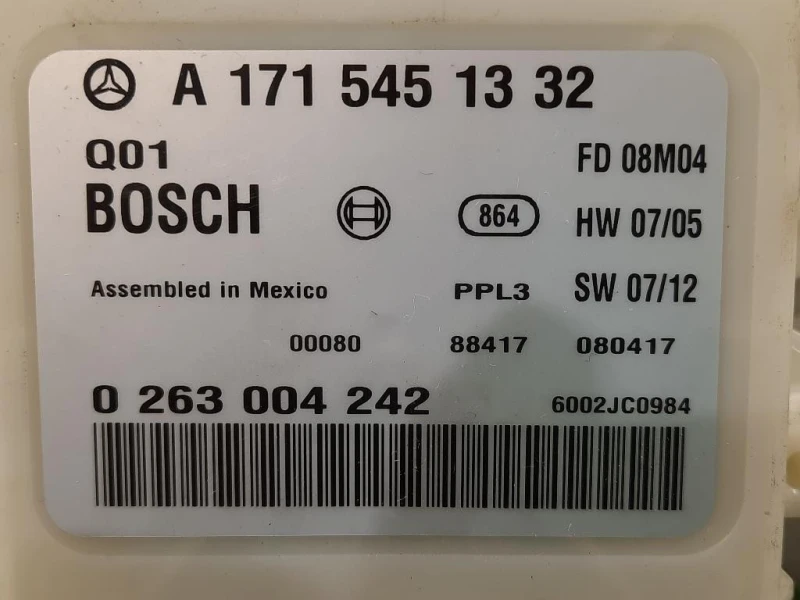 A 171 545 13 32
Q01 FD 08M04
BOSCH 864 HW 07/05
Assembled in Mexico PPL3 SW 07/12
00080 88417 080417
0 263 004 242 6002JC0984